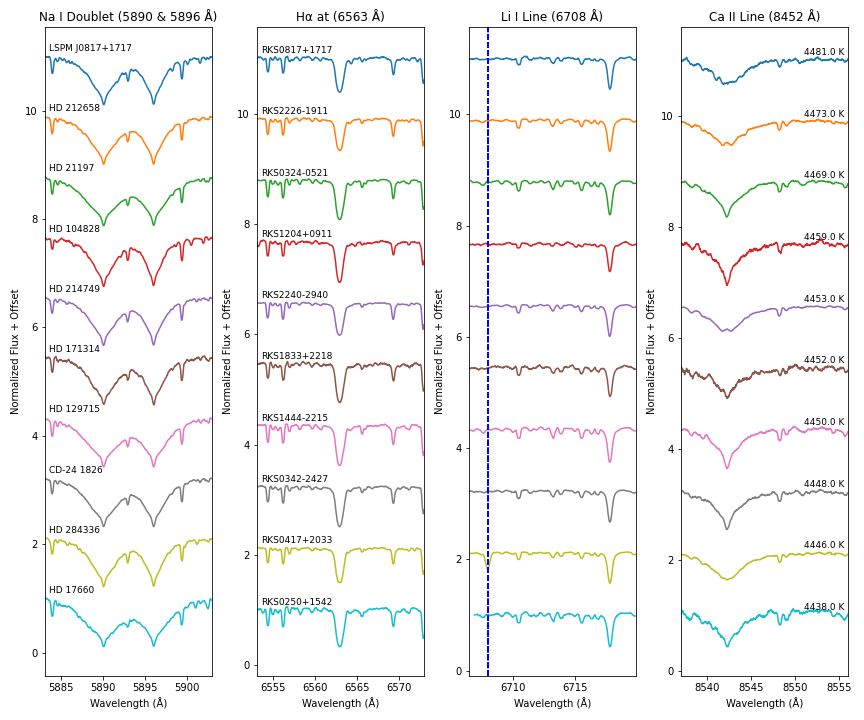 Na I Doublet (5890 & 5896 Å)
Hα at (6563 Å)
Li I Line (6708 Å)
Ca II Line (8452 Å)
LSPM J0817+1717
HD 212658
HD 21197
HD 104828
HD 214749
HD 171314
HD 129715
CD-24 1826
HD 284336
HD 17660
RKS0817+1717
RKS2226-1911
RKS0324-0521
RKS1204+0911
RKS2240-2940
RKS1833+2218
RKS1444-2215
RKS0342-2427
RKS0417+2033
RKS0250+1542
4481.0 K
4473.0 K
4469.0 K
4459.0 K
4453.0 K
4452.0 K
4450.0 K
4448.0 K
4446.0 K
4438.0 K
Normalized Flux + Offset
10
8
6
4
2
0
5885 5890 5895 5900
Wavelength (Å)
Normalized Flux + Offset
10
8
6
4
2
0
6555 6560 6565 6570
Wavelength (Å)
Normalized Flux + Offset
10
8
6
4
2
0
6710 6715
Wavelength (Å)
Normalized Flux + Offset
10
8
6
4
2
0
8540 8545 8550 8555
Wavelength (Å)